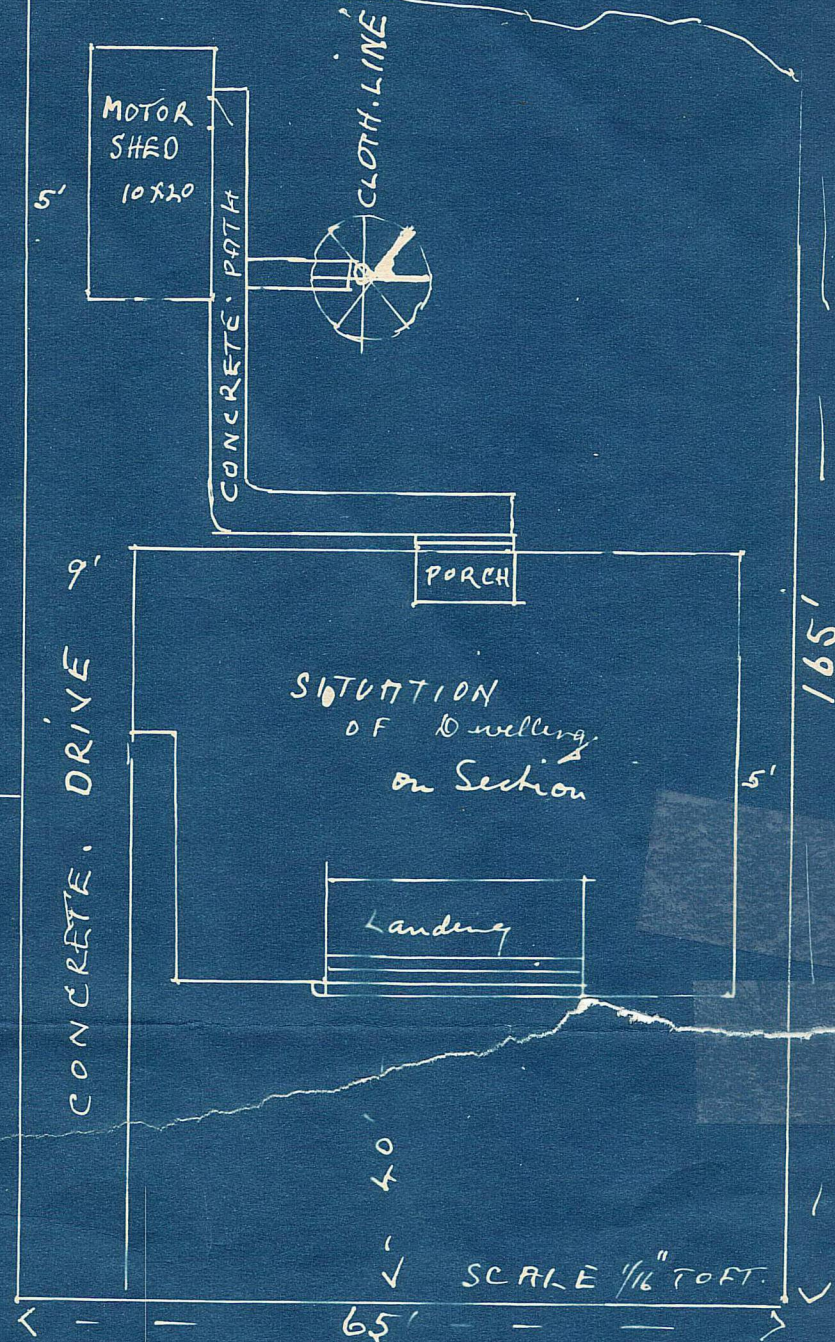 CLOTH. LINE
MOTOR
SHED
10X20
5'
CONCRETE. PATH
9'
CONCRETE. DRIVE
PORCH
165'
SITUATION
OF Dwelling
on Section
5'
Landing
40
SCALE 1/16" TO FT.
65'